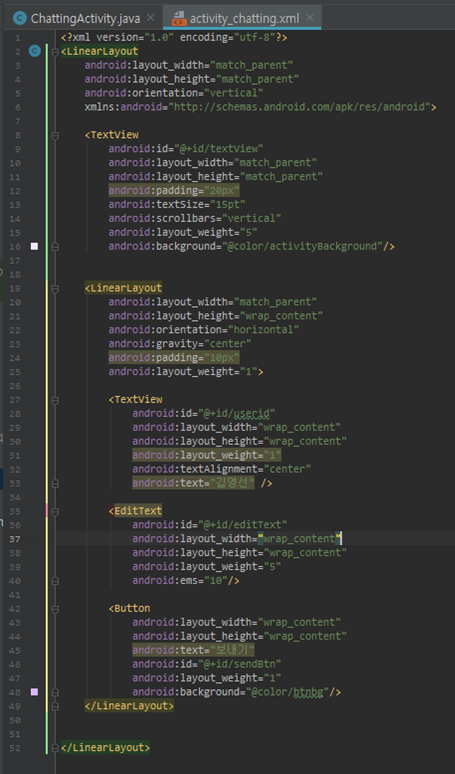 ChattingActivity.java activity_chatting.xml
1 <?xml version="1.0" encoding="utf-8"?>
2 <LinearLayout
3 android:layout_width="match_parent"
4 android:layout_height="match_parent"
5 android:orientation="vertical"
6 xmlns:android="http://schemas.android.com/apk/res/android">
7
8 <TextView
9 android:id="@+id/textView"
10 android:layout_width="match_parent"
11 android:layout_height="match_parent"
12 android:padding="20px"
13 android:textSize="15pt"
14 android:scrollbars="vertical"
15 android:layout_weight="5"
16 android:background="@color/activityBackground"/>
17
18
19 <LinearLayout
20 android:layout_width="match_parent"
21 android:layout_height="wrap_content"
22 android:orientation="horizontal"
23 android:gravity="center"
24 android:padding="10px"
25 android:layout_weight="1">
26
27 <TextView
28 android:id="@+id/userid"
29 android:layout_width="wrap_content"
30 android:layout_height="wrap_content"
31 android:layout_weight="1"
32 android:textAlignment="center"
33 android:text="김영선" />
34
35 <EditText
36 android:id="@+id/editText"
37 android:layout_width="wrap_content"
38 android:layout_height="wrap_content"
39 android:layout_weight="5"
40 android:ems="10"/>
41
42 <Button
43 android:layout_width="wrap_content"
44 android:layout_height="wrap_content"
45 android:text="보내기"
46 android:id="@+id/sendBtn"
47 android:layout_weight="1"
48 android:background="@color/btnbg"/>
49 </LinearLayout>
50
51
52 </LinearLayout>